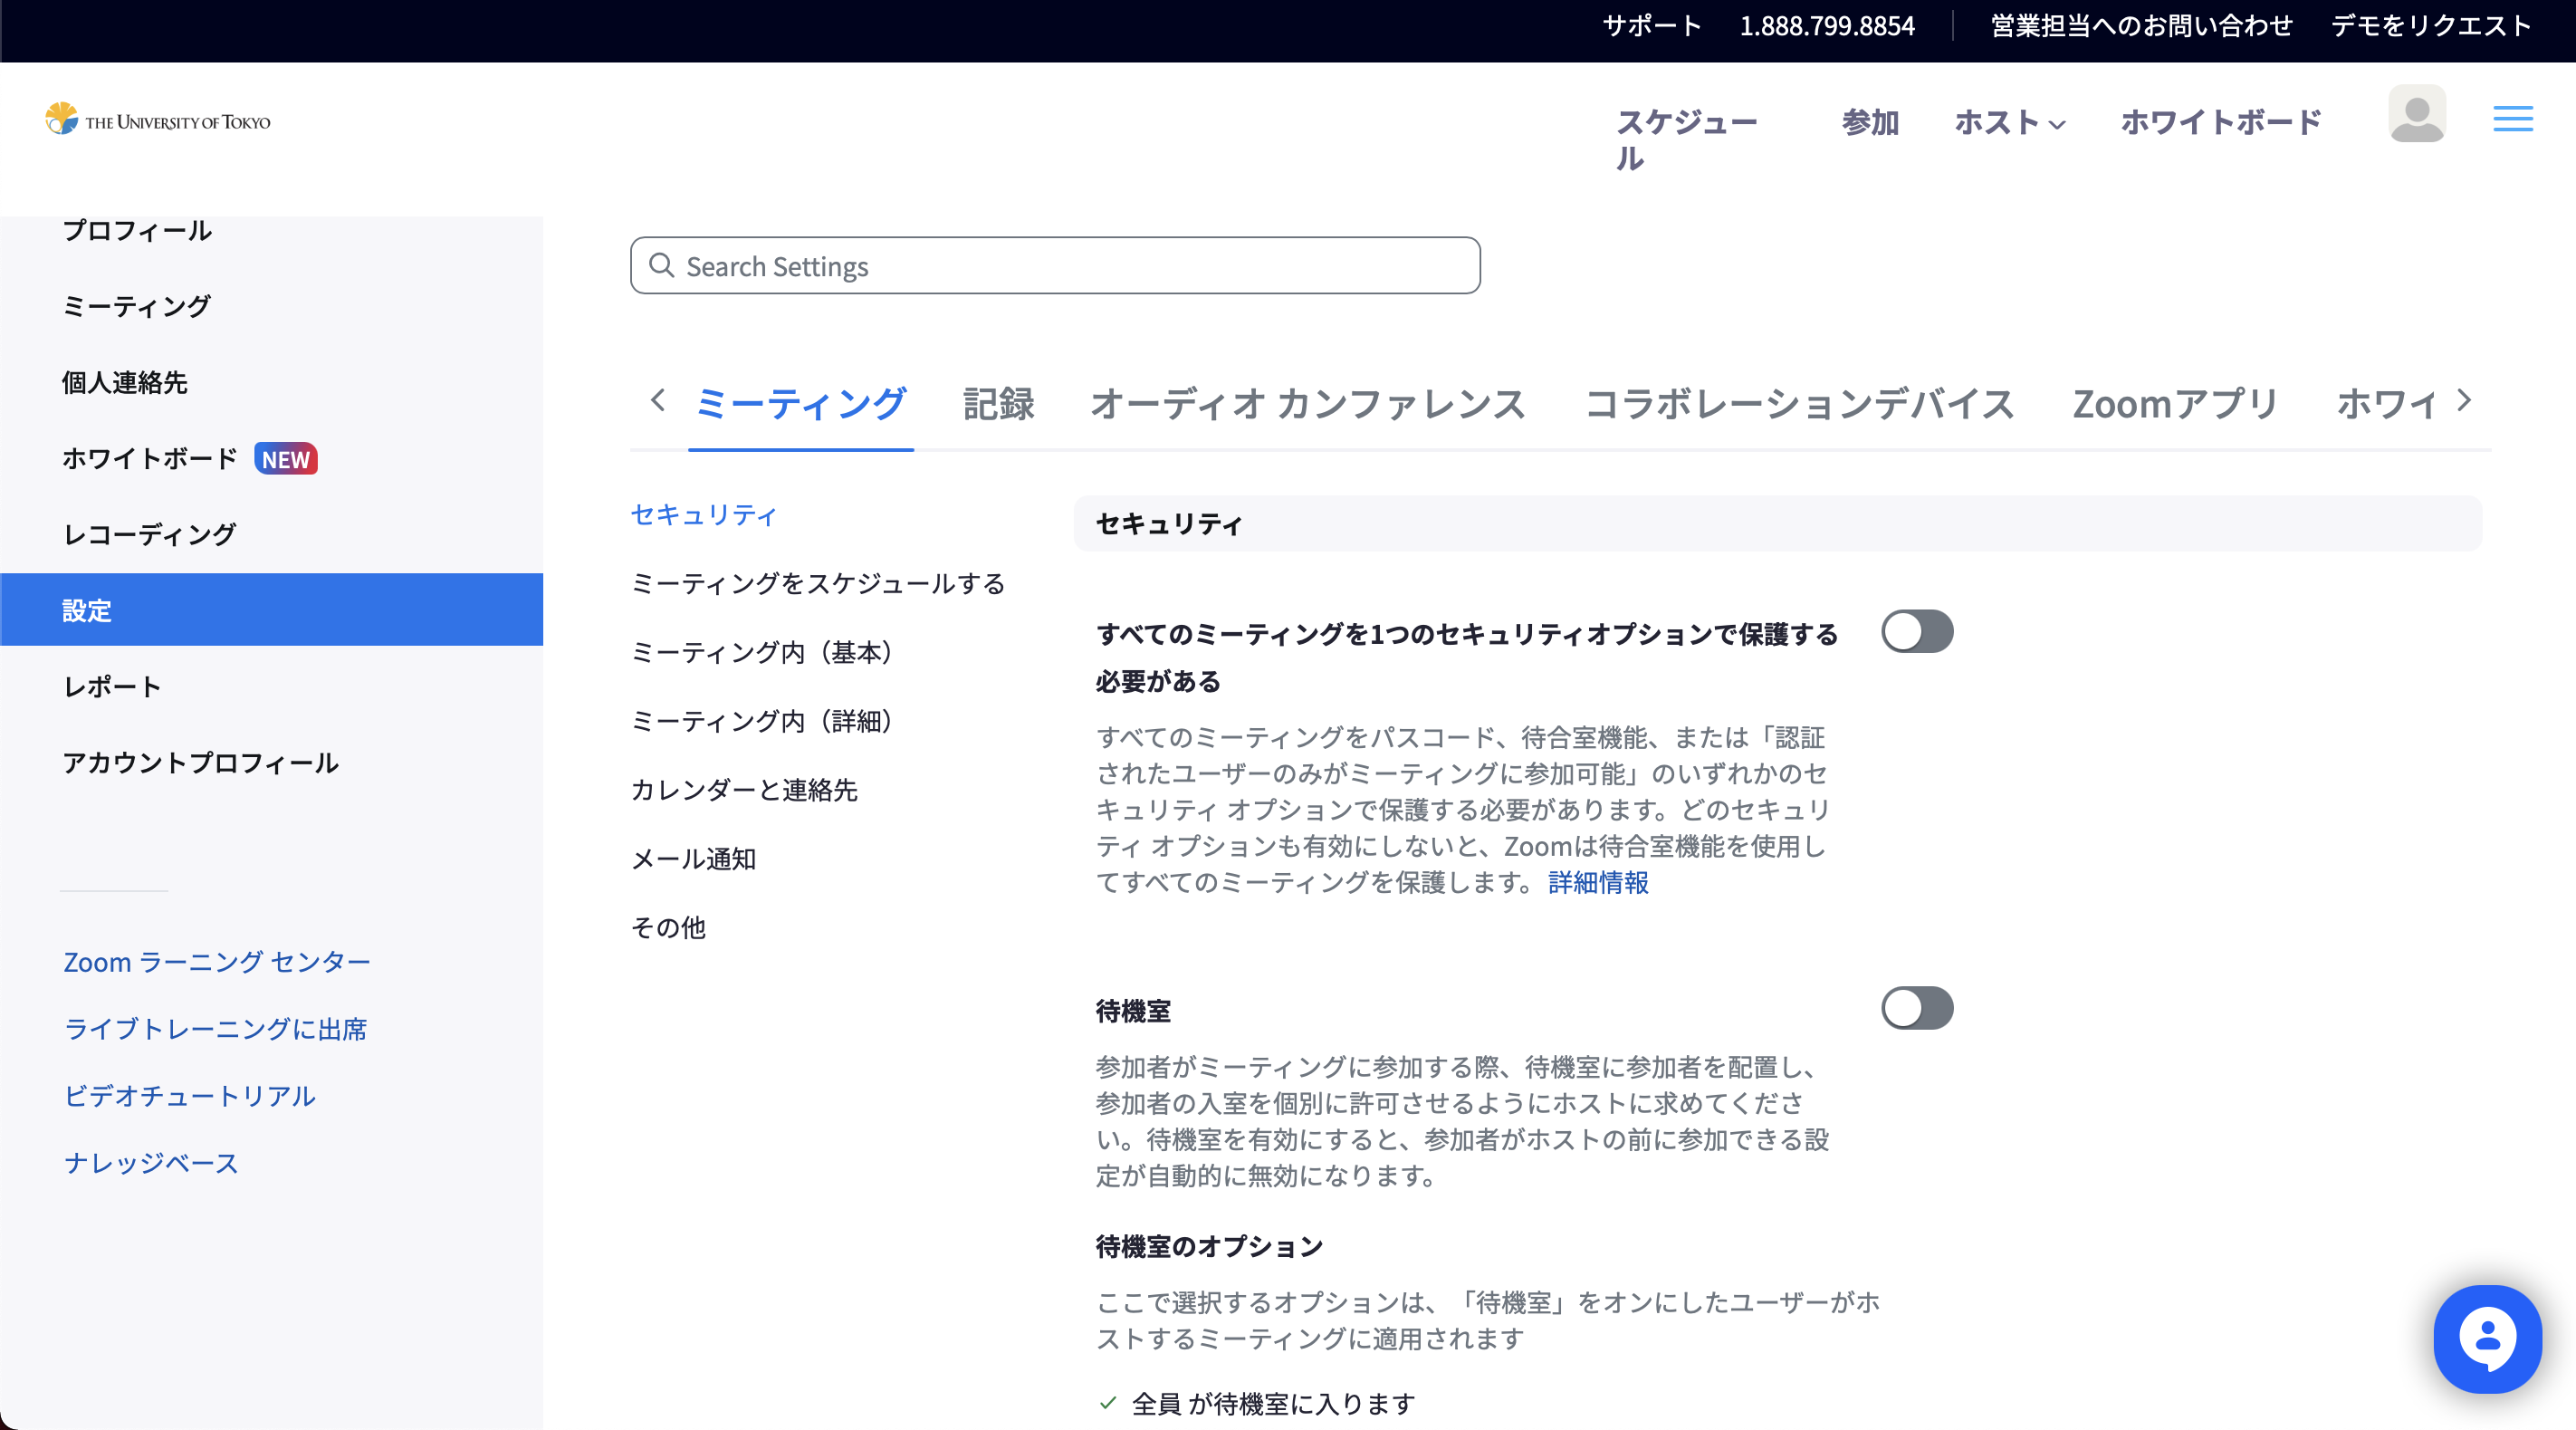 サポート 1.888.799.8854 営業担当へのお問い合わせ デモをリクエスト
THE UNIVERSITY OF TOKYO
スケジュー
ル
参加
ホスト
ホワイトボード
プロフィール
ミーティング
個人連絡先
ホワイトボード NEW
レコーディング
設定
レポート
アカウントプロフィール
Zoom ラーニング センター
ライブトレーニングに出席
ビデオチュートリアル
ナレッジベース
Search Settings
ミーティング 記録 オーディオ カンファレンス コラボレーションデバイス Zoomアプリ ホワイ
セキュリティ
ミーティングをスケジュールする
ミーティング内（基本）
ミーティング内（詳細）
カレンダーと連絡先
メール通知
その他
セキュリティ
すべてのミーティングを1つのセキュリティオプションで保護する
必要がある
すべてのミーティングをパスコード、待合室機能、または「認証
されたユーザーのみがミーティングに参加可能」のいずれかのセ
キュリティ オプションで保護する必要があります。どのセキュリ
ティ オプションも有効にしないと、Zoomは待合室機能を使用し
てすべてのミーティングを保護します。 詳細情報
待機室
参加者がミーティングに参加する際、待機室に参加者を配置し、
参加者の入室を個別に許可させるようにホストに求めてくださ
い。待機室を有効にすると、参加者がホストの前に参加できる設
定が自動的に無効になります。
待機室のオプション
ここで選択するオプションは、「待機室」をオンにしたユーザーがホ
ストするミーティングに適用されます
全員 が待機室に入ります